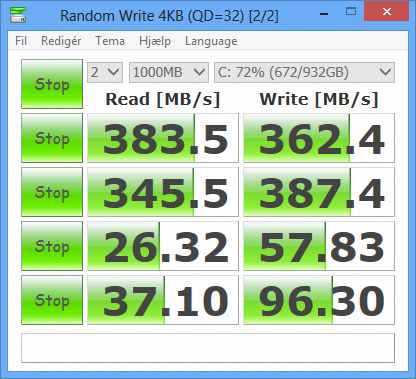 Random Write 4KB (QD=32) [2/2]
Fil Redigér Tema Hjælp Language
Stop 2 1000MB C: 72% (672/932GB)
Read [MB/s] Write [MB/s]
Stop 383.5 362.4
Stop 345.5 387.4
Stop 26.32 57.83
Stop 37.10 96.30